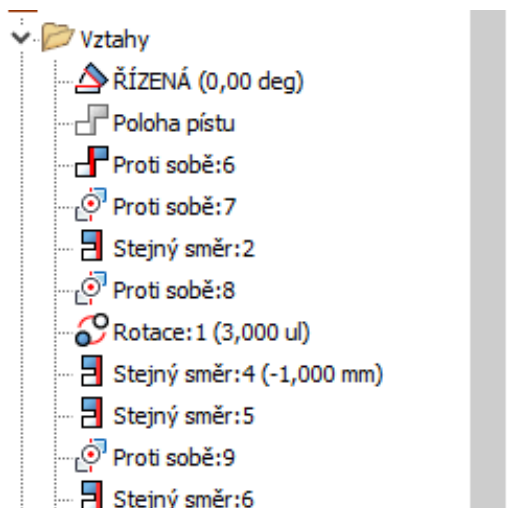 Vztahy
ŘÍZENÁ (0,00 deg)
Poloha pístu
Proti sobě:6
Proti sobě:7
Stejný směr:2
Proti sobě:8
Rotace:1 (3,000 ul)
Stejný směr:4 (-1,000 mm)
Stejný směr:5
Proti sobě:9
Stejný směr:6